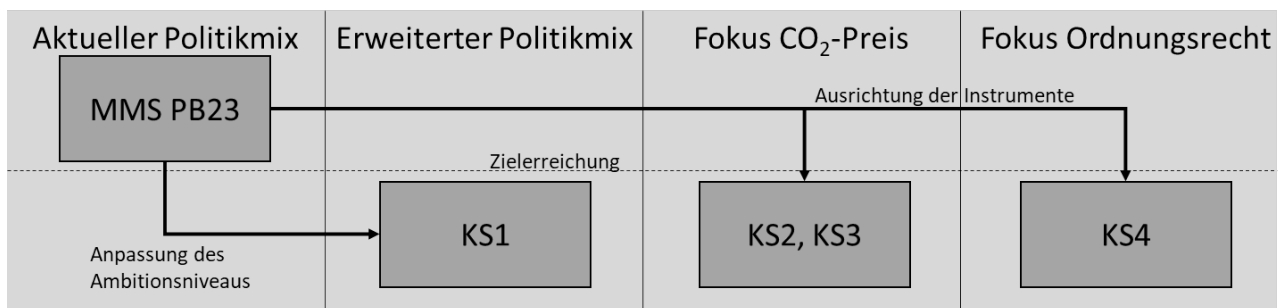 Aktueller Politikmix
Erweiterter Politikmix
Fokus CO₂-Preis
Fokus Ordnungsrecht
MMS PB23
Ausrichtung der Instrumente
Zielerreichung
KS1
KS2, KS3
KS4
Anpassung des
Ambitionsniveaus